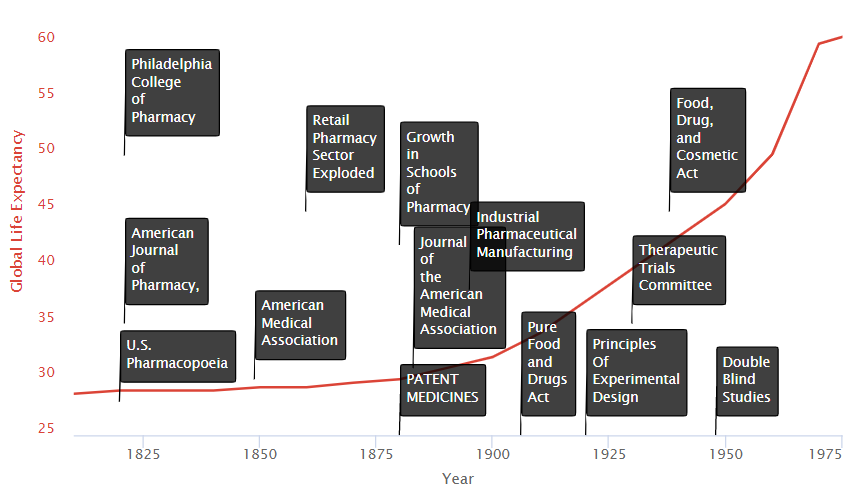 60
55
50
45
40
35
30
25
Global Life Expectancy
Philadelphia
College
of
Pharmacy
American
Journal
of
Pharmacy,
U.S.
Pharmacopoeia
American
Medical
Association
Retail
Pharmacy
Sector
Exploded
Growth
in
Schools
of
Pharmacy
Journal
of
the
American
Medical
Association
PATENT
MEDICINES
Industrial
Pharmaceutical
Manufacturing
Pure
Food
and
Drugs
Act
Principles
Of
Experimental
Design
Therapeutic
Trials
Committee
Food,
Drug,
and
Cosmetic
Act
Double
Blind
Studies
1825
1850
1875
1900
1925
1950
1975
Year